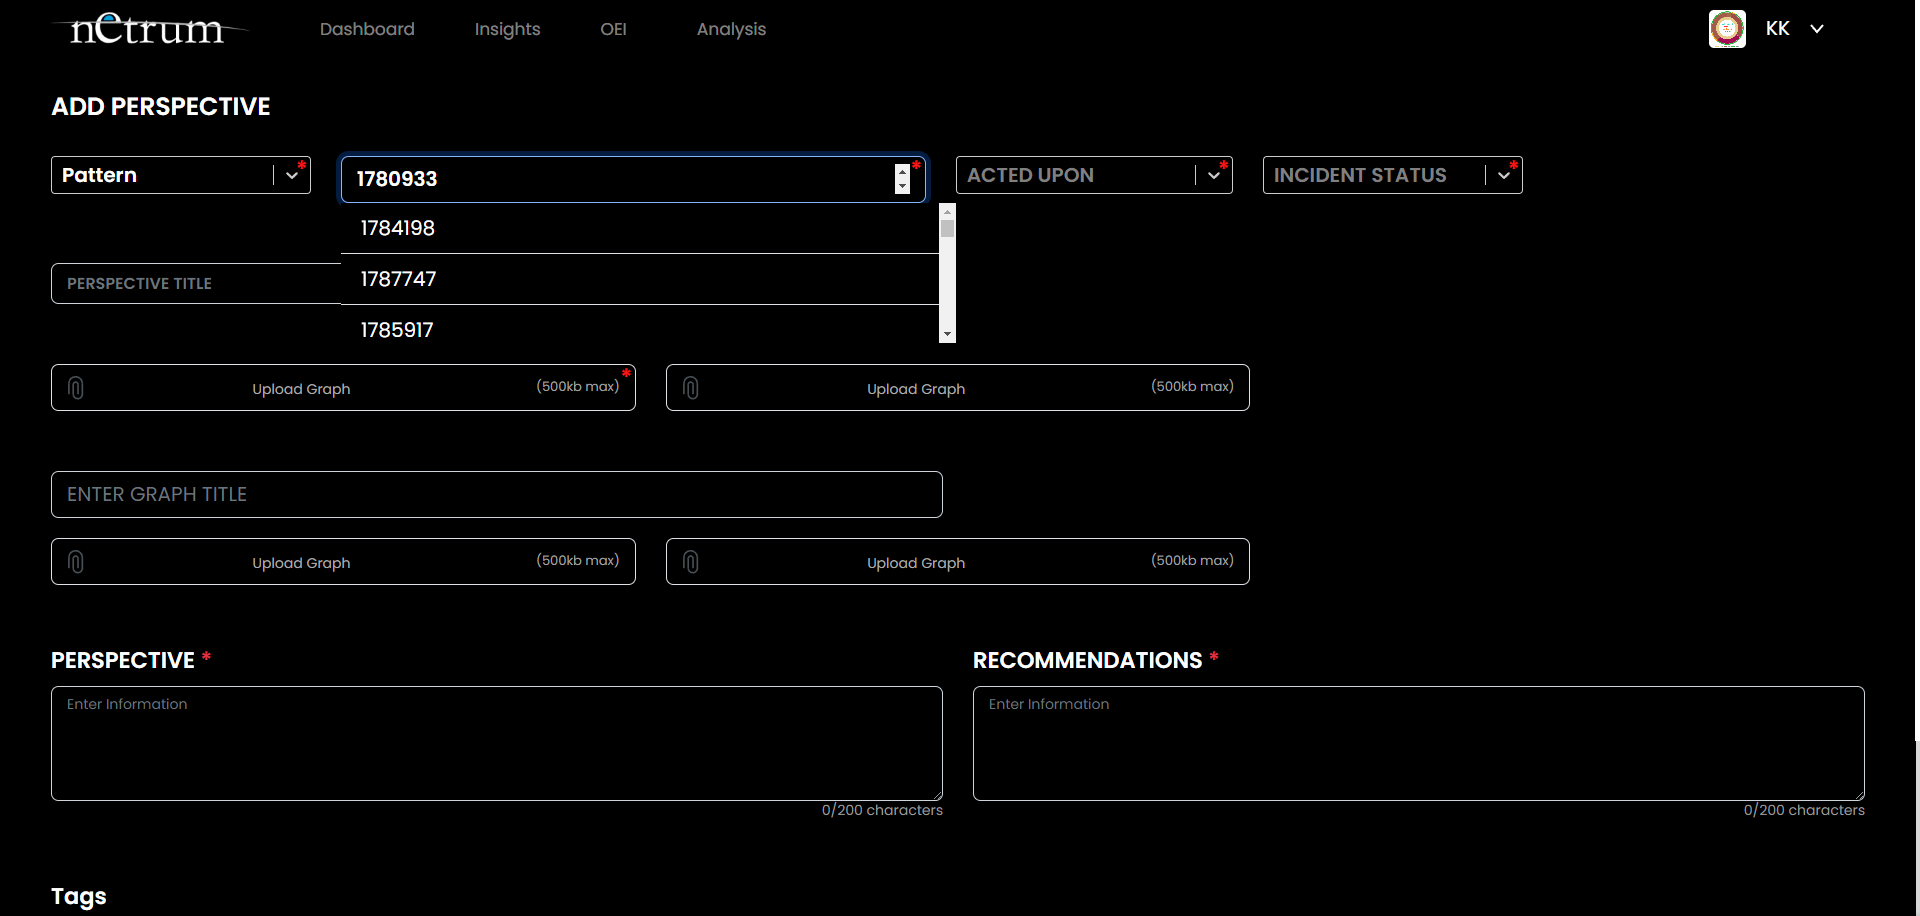 netrum Dashboard Insights OEI Analysis KK
ADD PERSPECTIVE
Pattern * 1780933 * ACTED UPON * INCIDENT STATUS *
1784198
1787747
PERSPECTIVE TITLE
1785917
Upload Graph (500kb max) * Upload Graph (500kb max)
ENTER GRAPH TITLE
Upload Graph (500kb max) Upload Graph (500kb max)
PERSPECTIVE * RECOMMENDATIONS *
Enter Information Enter Information
0/200 characters 0/200 characters
Tags